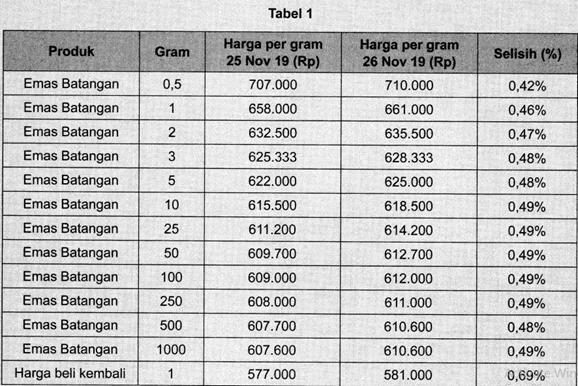 Tabel 1
Produk Gram Harga per gram 25 Nov 19 (Rp) Harga per gram 26 Nov 19 (Rp) Selisih (%)
Emas Batangan 0,5 707.000 710.000 0,42%
Emas Batangan 1 658.000 661.000 0,46%
Emas Batangan 2 632.500 635.500 0,47%
Emas Batangan 3 625.333 628.333 0,48%
Emas Batangan 5 622.000 625.000 0,48%
Emas Batangan 10 615.500 618.500 0,49%
Emas Batangan 25 611.200 614.200 0,49%
Emas Batangan 50 609.700 612.700 0,49%
Emas Batangan 100 609.000 612.000 0,49%
Emas Batangan 250 608.000 611.000 0,49%
Emas Batangan 500 607.700 610.600 0,48%
Emas Batangan 1000 607.600 610.600 0,49%
Harga beli kembali 1 577.000 581.000 0,69%